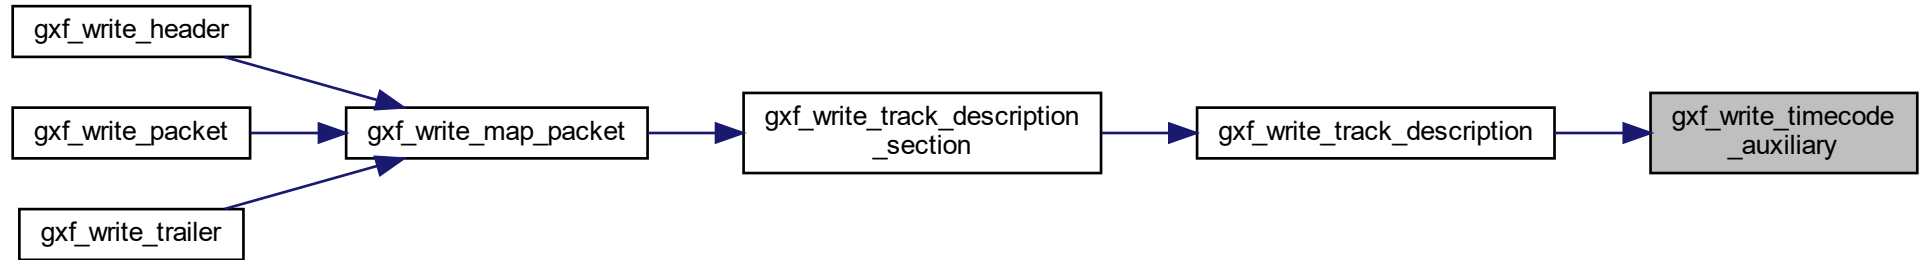 gxf_write_header
gxf_write_packet
gxf_write_trailer
gxf_write_map_packet
gxf_write_track_description
_section
gxf_write_track_description
gxf_write_timecode
_auxiliary